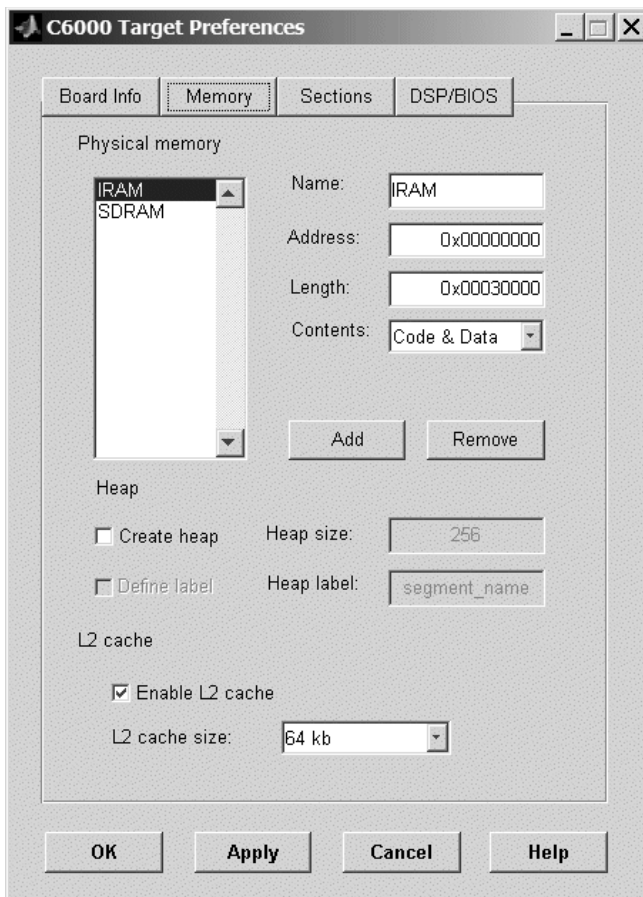 C6000 Target Preferences
Board Info Memory Sections DSP/BIOS
Physical memory
IRAM
SDRAM
Name: IRAM
Address: 0x00000000
Length: 0x00030000
Contents: Code & Data
Add Remove
Heap
Create heap Heap size: 256
Define label Heap label: segment_name
L2 cache
Enable L2 cache
L2 cache size: 64 kb
OK Apply Cancel Help